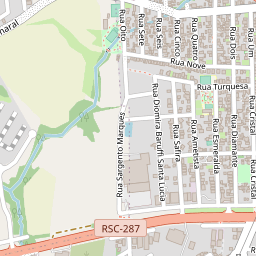 Rua Oito
Rua Sete
Rua Seis
Rua Cinco
Rua Quatro
Rua Dois
Rua Um
Rua Nove
Rua Turquesa
Rua Diomira Baruffi
Santa Lucia
Rua Safira
Rua Ametista
Rua Esmeralda
Rua Diamante
Rua Cristal
Rua Cristal
Rua Sargento Marques
RSC-287